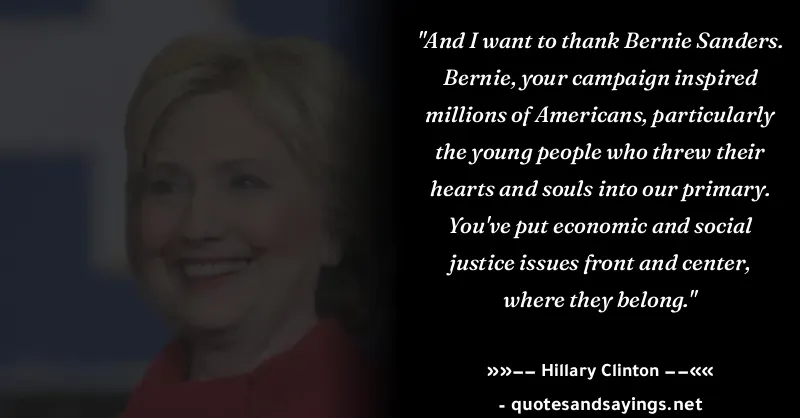 "And I want to thank Bernie Sanders.
Bernie, your campaign inspired
millions of Americans, particularly
the young people who threw their
hearts and souls into our primary.
You've put economic and social
justice issues front and center,
where they belong."
»»–– Hillary Clinton ––««
- quotesandsayings.net